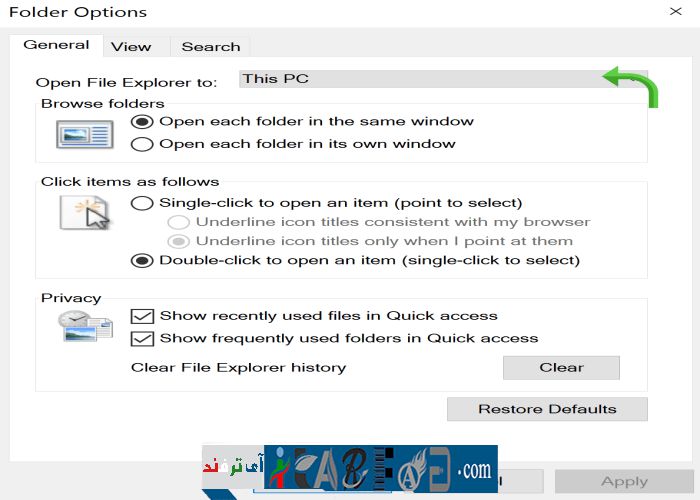 Folder Options
General View Search
Open File Explorer to: This PC
Browse folders
Open each folder in the same window
Open each folder in its own window
Click items as follows
Single-click to open an item (point to select)
Underline icon titles consistent with my browser
Underline icon titles only when I point at them
Double-click to open an item (single-click to select)
Privacy
Show recently used files in Quick access
Show frequently used folders in Quick access
Clear File Explorer history Clear
Restore Defaults
آی ترفند .com
Apply